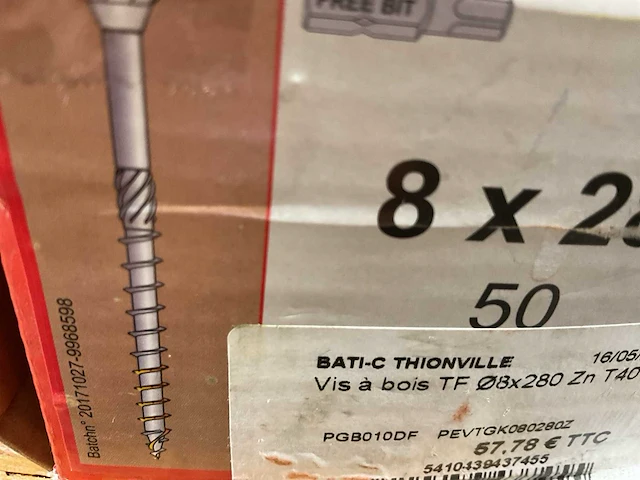 FREE BIT
8 x 28
50
Batchn° 20171027-9968598
BATI-C THIONVILLE 16/05/
Vis à bois TF Ø8x280 Zn T40
PGB010DF PEVTGK080280Z
57.78 € TTC
5410439437455